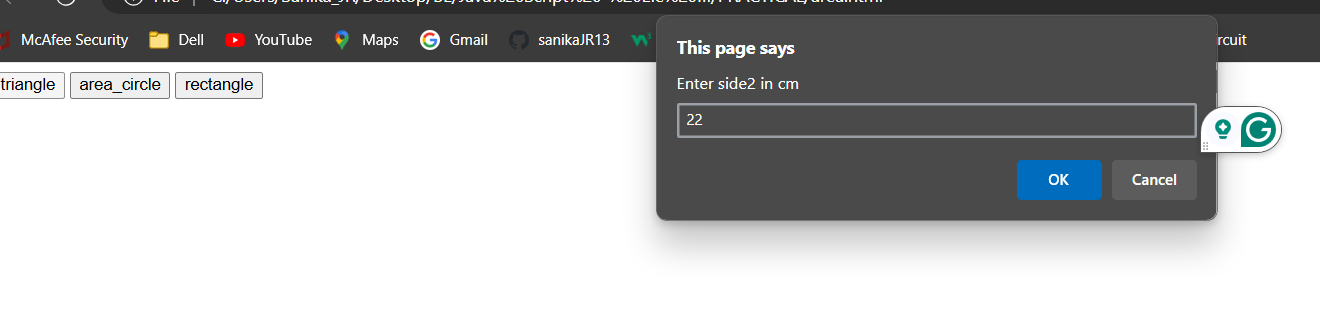 McAfee Security Dell YouTube Maps Gmail sanikaJR13 rcuit
triangle area_circle rectangle
This page says
Enter side2 in cm
22
OK Cancel